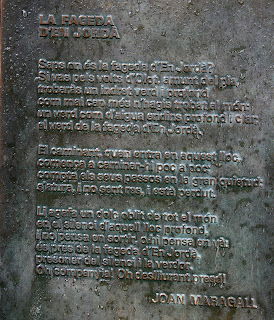 LA FAGEDA
D'EN JORDÀ
Saps on és la fageda d'En Jordà?
Si vas pels volts d'Olot, amunt del pla,
trobaràs un indret verd i profond
com mai cap més n'hagis trobat al món:
un verd com d'aigua endins profond i clar;
el verd de la fageda d'En Jordà.
El caminant, quan entra en aquest lloc,
comença a caminar-hi poc a poc;
compta els seus passos en la gran quietud:
s'atura, i no sent res, i està perdut.
Li agafa un dolç oblit de tot el món
en el silenci d'aquell lloc profond,
i no pensa en sortir o hi pensa en va:
és pres de la fageda d'En Jordà,
presoner del silenci i la verdor.
Oh companyia! Oh deslliurant presó!
JOAN MARAGALL